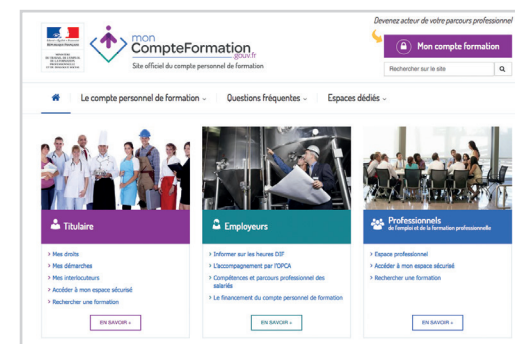 Devenez acteur de votre parcours professionnel
mon
CompteFormation
.gouv.fr
Site officiel du compte personnel de formation
Mon compte formation
Rechercher sur le site
Le compte personnel de formation
Questions fréquentes
Espaces dédiés
Titulaire
Mes droits
Mes démarches
Mes interlocuteurs
Accéder à mon espace sécurisé
Rechercher une formation
EN SAVOIR +
Employeurs
Informer sur les heures DIF
L'accompagnement par l'OPCA
Compétences et parcours professionnel des
salariés
Le financement du compte personnel de formation
EN SAVOIR +
Professionnels
de l'emploi et de la formation professionnelle
Espace professionnel
Accéder à mon espace sécurisé
Rechercher une formation
EN SAVOIR +